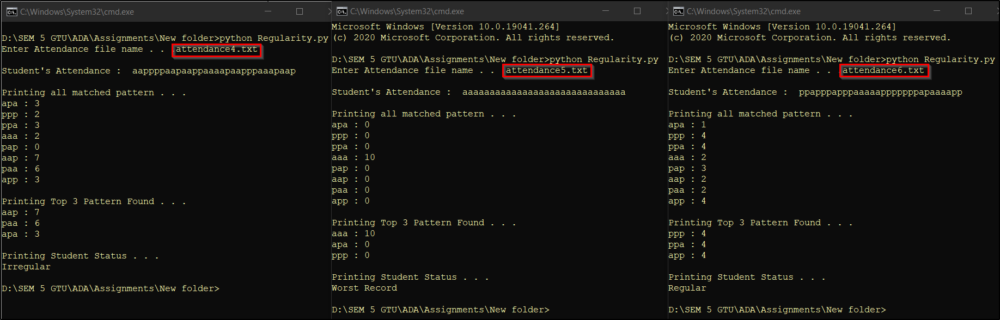 C:\Windows\System32\cmd.exe
D:\SEM 5 GTU\ADA\Assignments\New folder>python Regularity.py
Enter Attendance file name . . . attendance4.txt
Student's Attendance :  aappppaapaappaaaapaapppaaapaap
Printing all matched pattern . . .
apa : 3
ppp : 2
ppa : 3
aaa : 2
pap : 0
aap : 7
paa : 6
app : 3
Printing Top 3 Pattern Found . . .
aap : 7
paa : 6
apa : 3
Printing Student Status . . .
Irregular
D:\SEM 5 GTU\ADA\Assignments\New folder>
C:\Windows\System32\cmd.exe
Microsoft Windows [Version 10.0.19041.264]
(c) 2020 Microsoft Corporation. All rights reserved.
D:\SEM 5 GTU\ADA\Assignments\New folder>python Regularity.py
Enter Attendance file name . . attendance5.txt
Student's Attendance :  aaaaaaaaaaaaaaaaaaaaaaaaaaaaaa
Printing all matched pattern . . .
apa : 0
ppp : 0
ppa : 0
aaa : 10
pap : 0
aap : 0
paa : 0
app : 0
Printing Top 3 Pattern Found . . .
aaa : 10
apa : 0
ppp : 0
Printing Student Status . . .
Worst Record
D:\SEM 5 GTU\ADA\Assignments\New folder>
C:\Windows\System32\cmd.exe
Microsoft Windows [Version 10.0.19041.264]
(c) 2020 Microsoft Corporation. All rights reserved.
D:\SEM 5 GTU\ADA\Assignments\New folder>python Regularity.py
Enter Attendance file name . . attendance6.txt
Student's Attendance :  ppapppapppaaaaapppppppapaaaapp
Printing all matched pattern . . .
apa : 1
ppp : 4
ppa : 4
aaa : 2
pap : 3
aap : 2
paa : 2
app : 4
Printing Top 3 Pattern Found . . .
ppp : 4
ppa : 4
app : 4
Printing Student Status . . .
Regular
D:\SEM 5 GTU\ADA\Assignments\New folder>